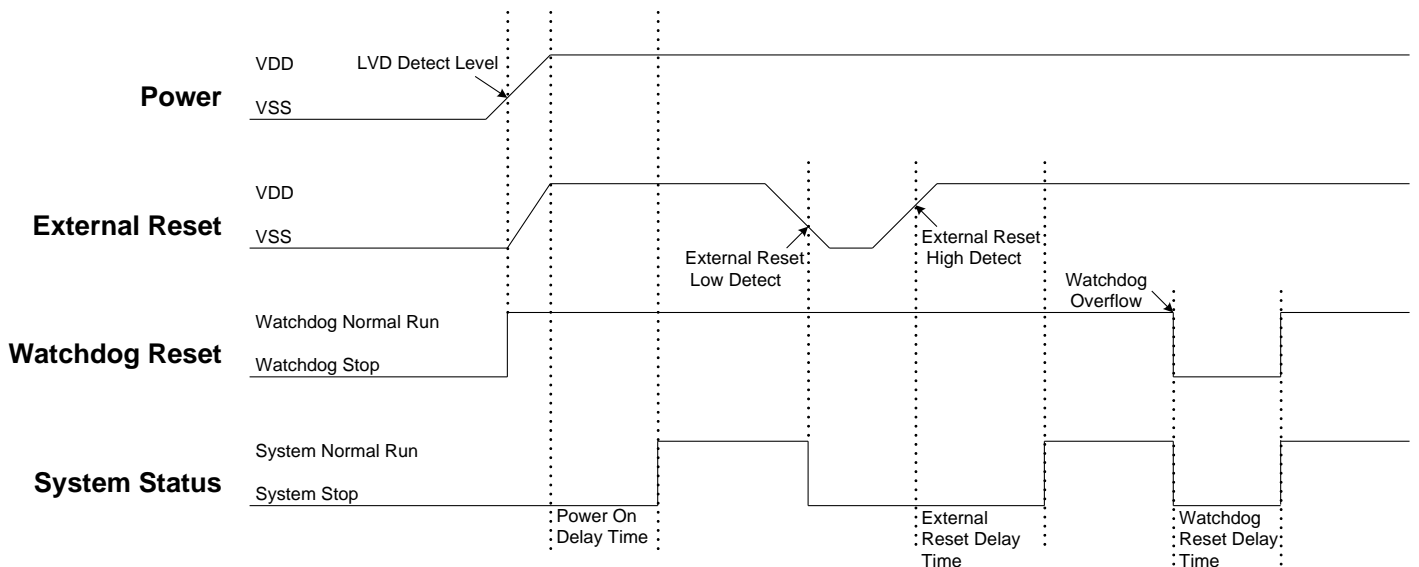 VDD
LVD Detect Level
Power
VSS
VDD
External Reset
VSS
External Reset
Low Detect
External Reset
High Detect
Watchdog
Overflow
Watchdog Normal Run
Watchdog Reset
Watchdog Stop
System Normal Run
System Status
System Stop
Power On
Delay Time
External
Reset Delay
Time
Watchdog
Reset Delay
Time